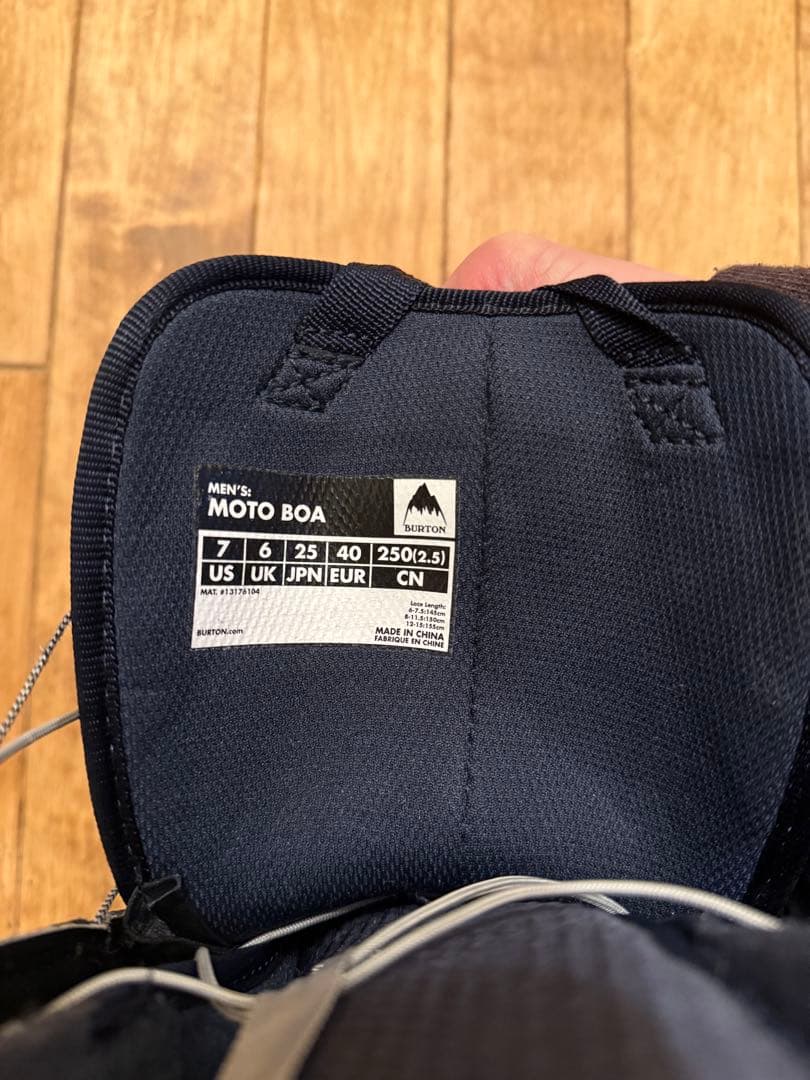 MEN'S:
MOTO BOA
BURTON
7 6 25 40 250(2.5)
US UK JPN EUR CN
MAT. #13176104
Lace Length:
6-7.5:145cm
8-11.5:150cm
12-15:155cm
BURTON.com
MADE IN CHINA
FABRIQUE EN CHINE